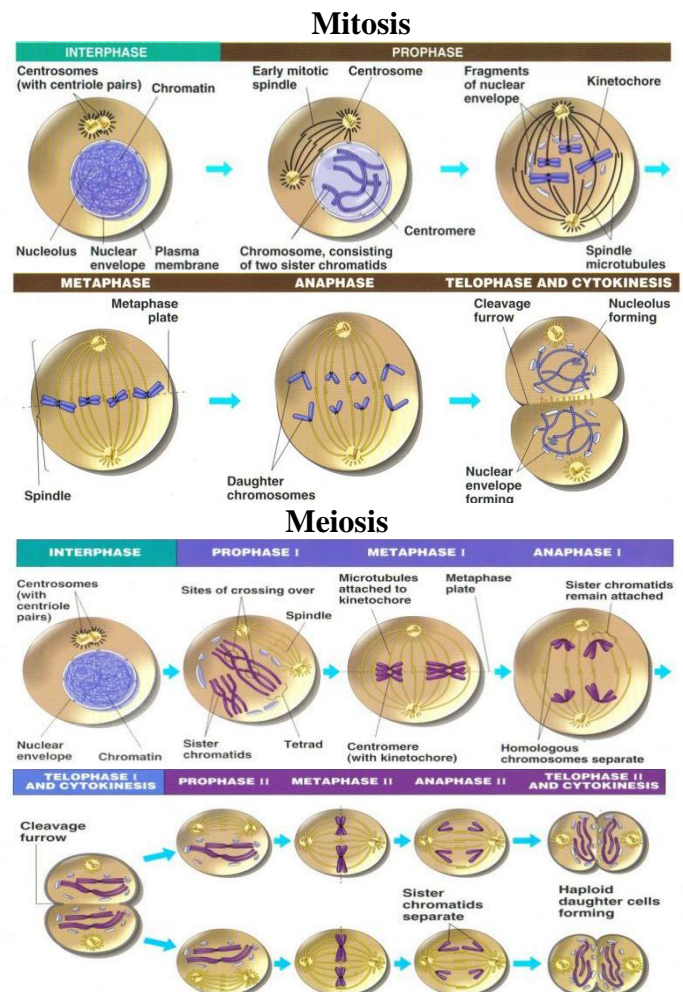 Mitosis
INTERPHASE
PROPHASE
Centrosomes
(with centriole pairs)
Chromatin
Early mitotic
spindle
Centrosome
Fragments
of nuclear
envelope
Kinetochore
Nucleolus
Nuclear
envelope
Plasma
membrane
Chromosome, consisting
of two sister chromatids
Centromere
Spindle
microtubules
METAPHASE
ANAPHASE
TELOPHASE AND CYTOKINESIS
Metaphase
plate
Cleavage
furrow
Nucleolus
forming
Spindle
Daughter
chromosomes
Nuclear
envelope
forming
Meiosis
INTERPHASE
PROPHASE I
METAPHASE I
ANAPHASE I
Centrosomes
(with
centriole
pairs)
Sites of crossing over
Spindle
Microtubules
attached to
kinetochore
Metaphase
plate
Sister chromatids
remain attached
Nuclear
envelope
Chromatin
Sister
chromatids
Tetrad
Centromere
(with kinetochore)
Homologous
chromosomes separate
TELOPHASE I
AND CYTOKINESIS
PROPHASE II
METAPHASE II
ANAPHASE II
TELOPHASE II
AND CYTOKINESIS
Cleavage
furrow
Sister
chromatids
separate
Haploid
daughter cells
forming